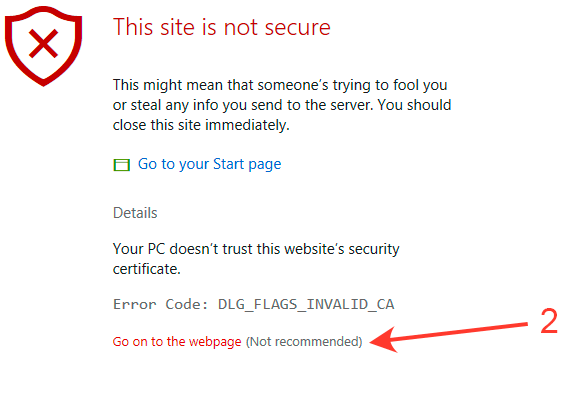 This site is not secure
This might mean that someone's trying to fool you
or steal any info you send to the server. You should
close this site immediately.
Go to your Start page
Details
Your PC doesn't trust this website's security
certificate.
Error Code: DLG_FLAGS_INVALID_CA
Go on to the webpage (Not recommended)
2